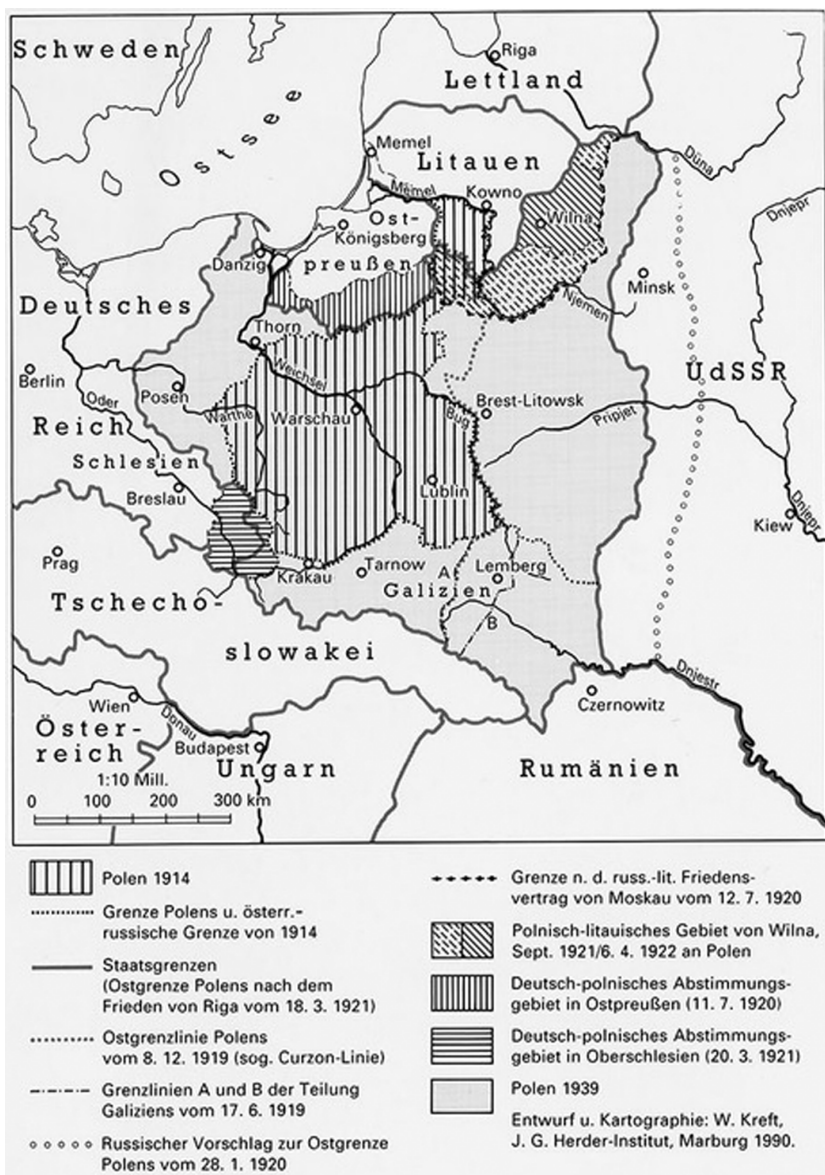 Schweden
Riga
Lettland
Ostsee
Memel
Litauen
Düna
Memel
Kowno
Dnjepr
Ost-
Wilna
Königsberg
Danzig
preußen
Minsk
Deutsches
Njemen
Thorn
UdSSR
Weichsel
Berlin
Posen
Brest-Litowsk
Oder
Warthe
Warschau
Bug
Pripjet
Reich
Schlesien
Lublin
Breslau
Dnjepr
Kiew
Prag
Krakau
Tarnow
A
Lemberg
Galizien
Tschecho-
B
slowakei
Dnjestr
Wien
Czernowitz
Donau
Öster-
reich
Budapest
Ungarn
Rumänien
1:10 Mill.
0 100 200 300 km
Polen 1914
Grenze Polens u. österr.-
russische Grenze von 1914
Staatsgrenzen
(Ostgrenze Polens nach dem
Frieden von Riga vom 18. 3. 1921)
Ostgrenzlinie Polens
vom 8. 12. 1919 (sog. Curzon-Linie)
Grenzlinien A und B der Teilung
Galiziens vom 17. 6. 1919
Russischer Vorschlag zur Ostgrenze
Polens vom 28. 1. 1920
Grenze n. d. russ.-lit. Friedens-
vertrag von Moskau vom 12. 7. 1920
Polnisch-litauisches Gebiet von Wilna,
Sept. 1921/6. 4. 1922 an Polen
Deutsch-polnisches Abstimmungs-
gebiet in Ostpreußen (11. 7. 1920)
Deutsch-polnisches Abstimmungs-
gebiet in Oberschlesien (20. 3. 1921)
Polen 1939
Entwurf u. Kartographie: W. Kreft,
J. G. Herder-Institut, Marburg 1990.